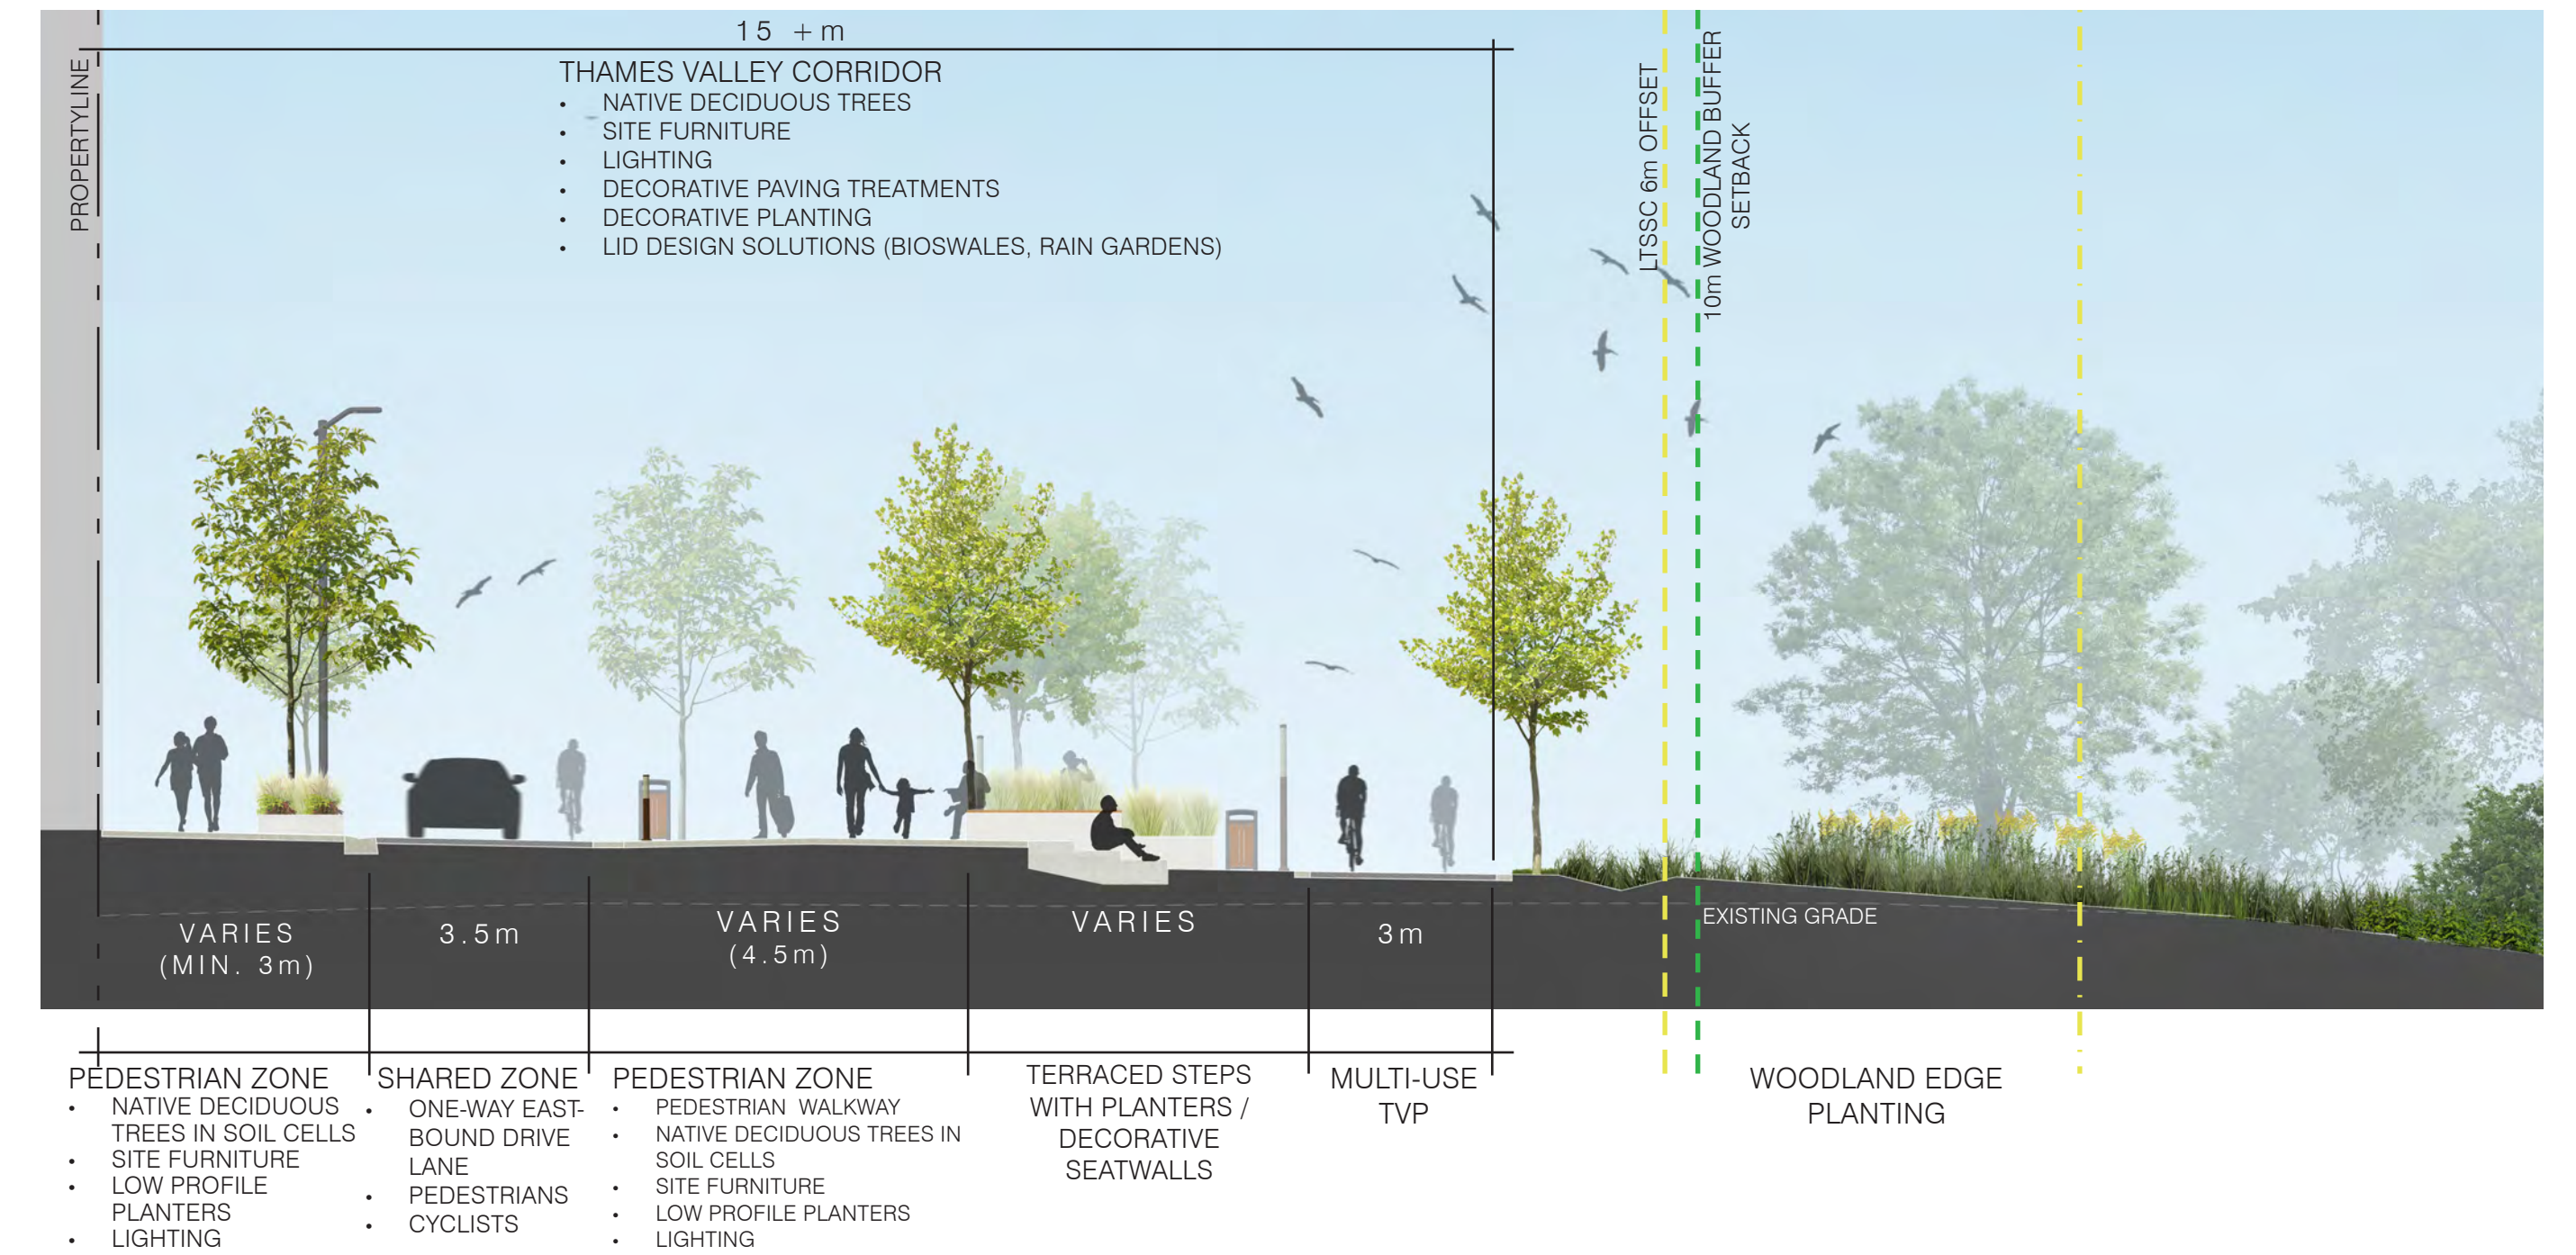 15 +m
PROPERTYLINE
THAMES VALLEY CORRIDOR
• NATIVE DECIDUOUS TREES
• SITE FURNITURE
• LIGHTING
• DECORATIVE PAVING TREATMENTS
• DECORATIVE PLANTING
• LID DESIGN SOLUTIONS (BIOSWALES, RAIN GARDENS)
LTSSC 6m OFFSET
10m WOODLAND BUFFER
SETBACK
VARIES
(MIN. 3m)
3.5m
VARIES
(4.5m)
VARIES
3m
EXISTING GRADE
PEDESTRIAN ZONE
• NATIVE DECIDUOUS
TREES IN SOIL CELLS
• SITE FURNITURE
• LOW PROFILE
PLANTERS
• LIGHTING
SHARED ZONE
• ONE-WAY EAST-
BOUND DRIVE
LANE
• PEDESTRIANS
• CYCLISTS
PEDESTRIAN ZONE
• PEDESTRIAN WALKWAY
• NATIVE DECIDUOUS TREES IN
SOIL CELLS
• SITE FURNITURE
• LOW PROFILE PLANTERS
• LIGHTING
TERRACED STEPS
WITH PLANTERS /
DECORATIVE
SEATWALLS
MULTI-USE
TVP
WOODLAND EDGE
PLANTING